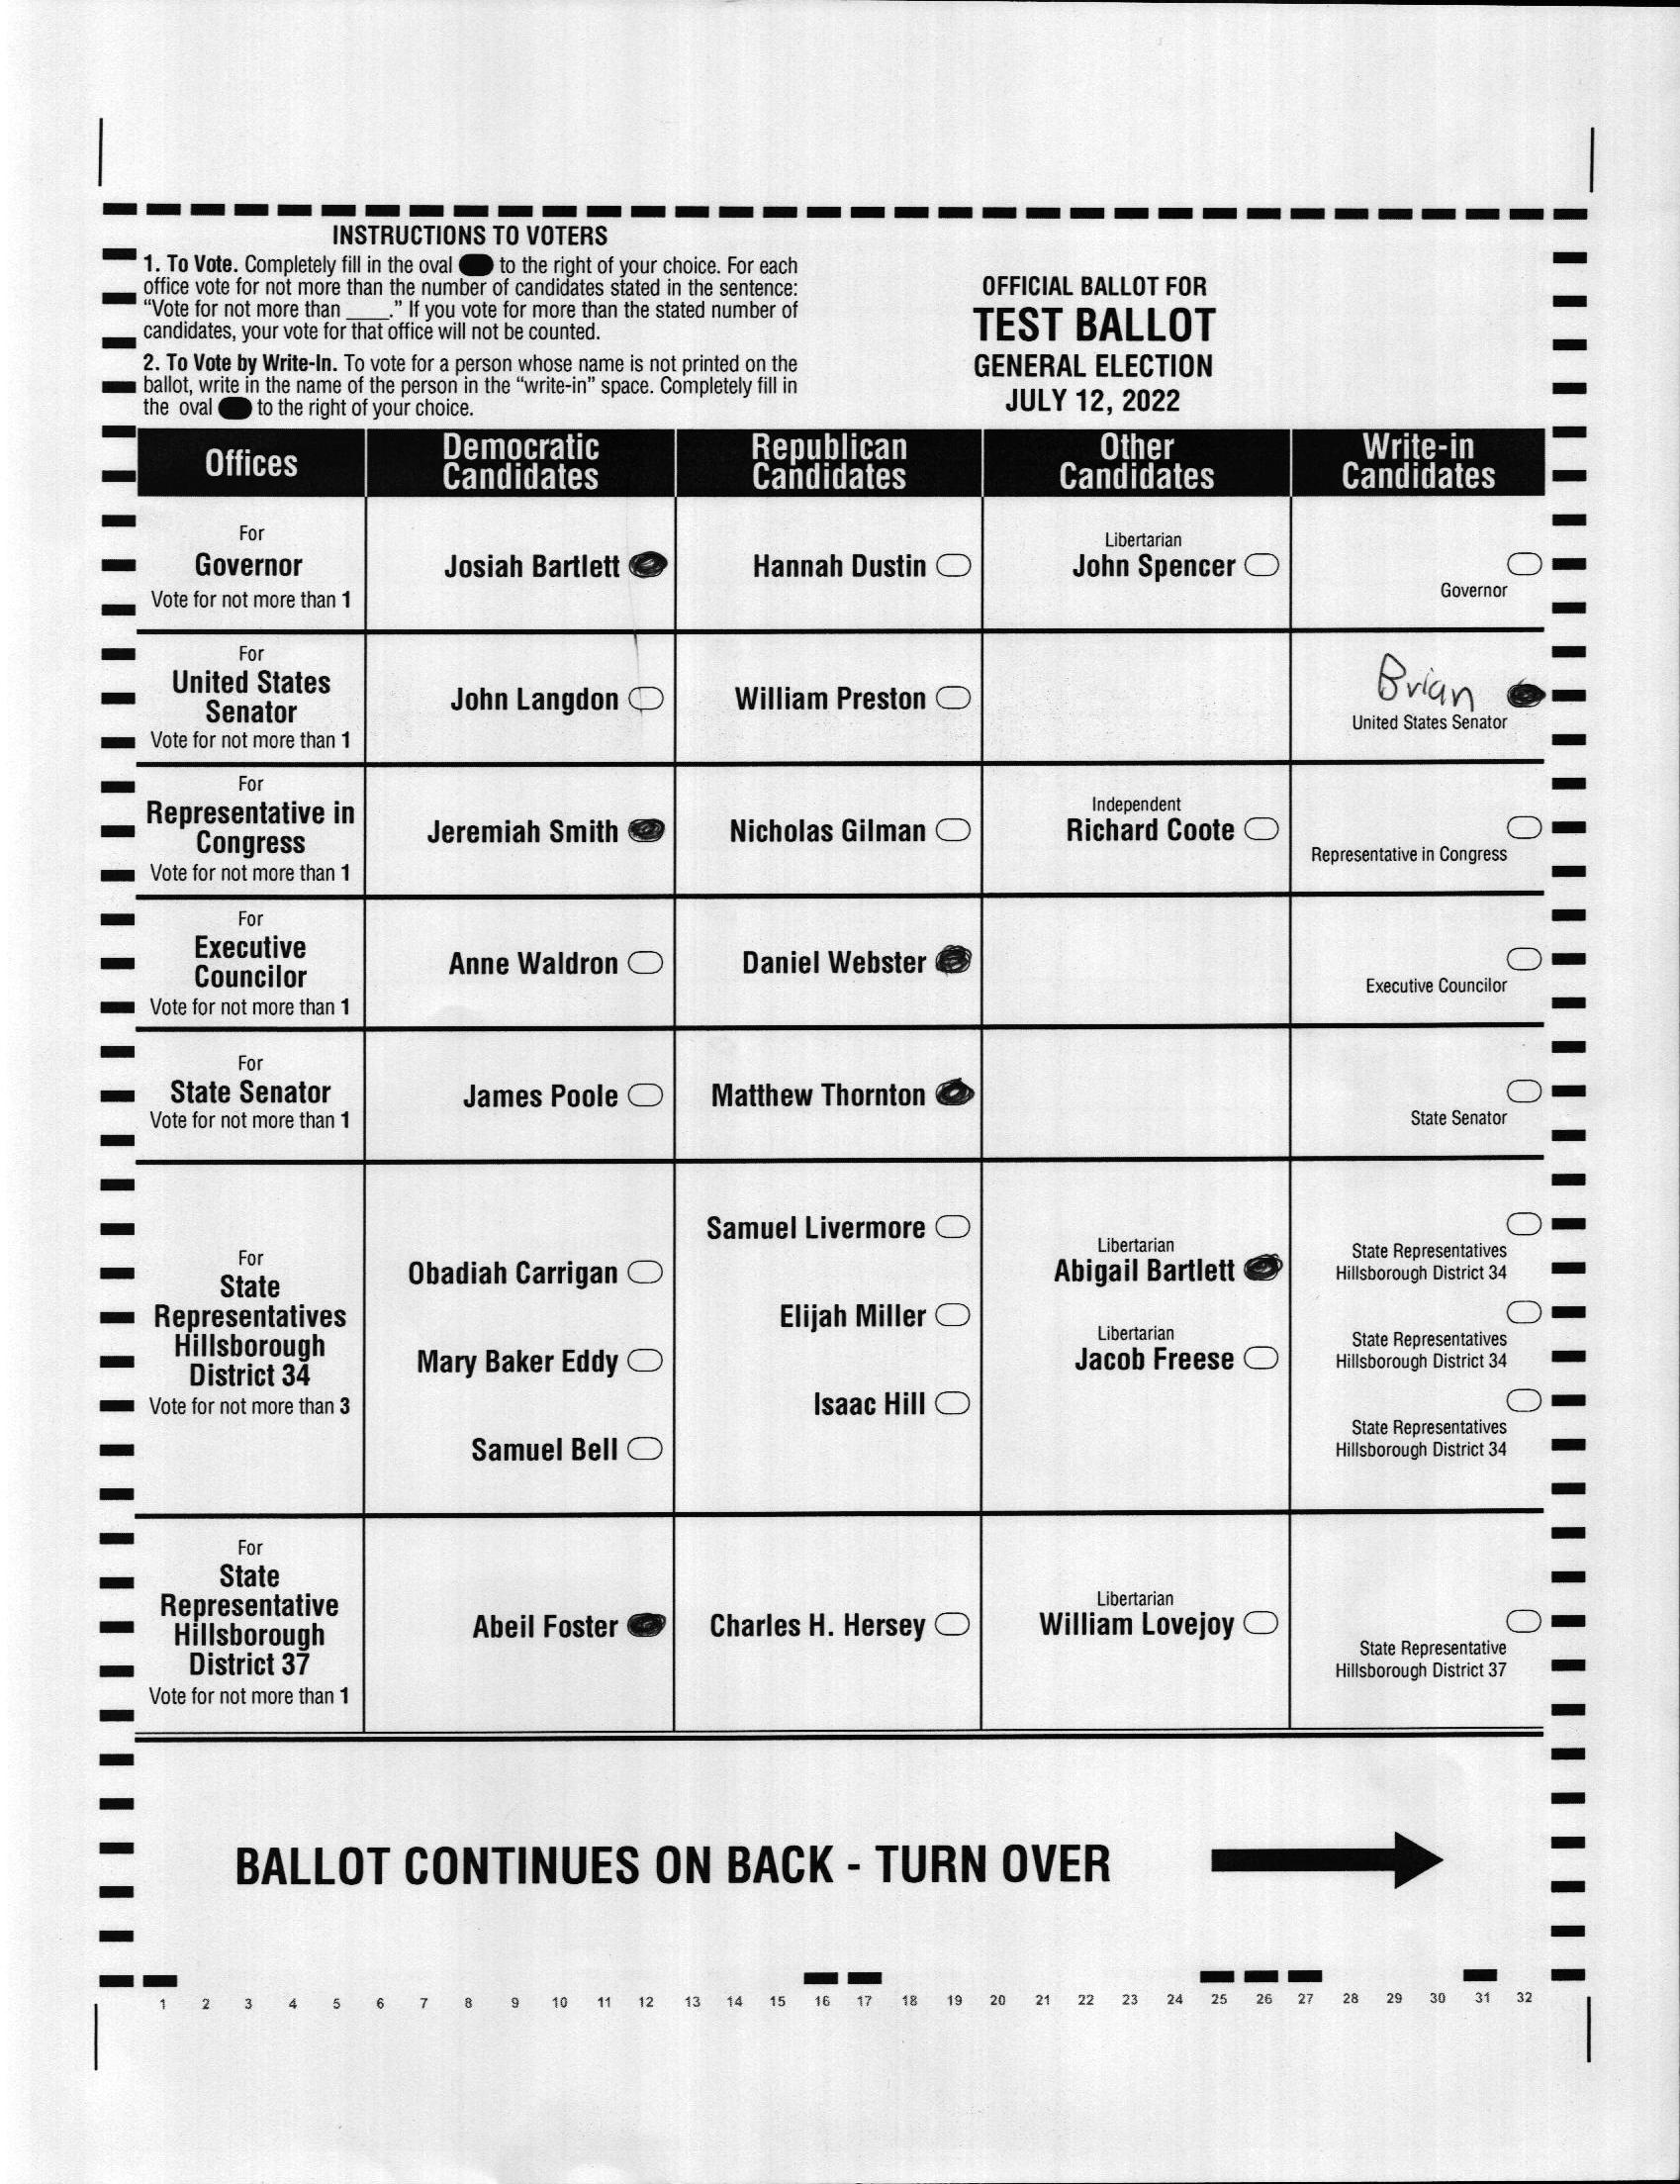 INSTRUCTIONS TO VOTERS
1. To Vote. Completely fill in the oval to the right of your choice. For each
office vote for not more than the number of candidates stated in the sentence:
“Vote for not more than ____.” If you vote for more than the stated number of
candidates, your vote for that office will not be counted.
2. To Vote by Write-In. To vote for a person whose name is not printed on the
ballot, write in the name of the person in the “write-in” space. Completely fill in
the oval to the right of your choice.
OFFICIAL BALLOT FOR
TEST BALLOT
GENERAL ELECTION
JULY 12, 2022
Offices
Democratic
Candidates
Republican
Candidates
Other
Candidates
Write-in
Candidates
For
Governor
Vote for not more than 1
Josiah Bartlett
Hannah Dustin
Libertarian
John Spencer
Governor
For
United States
Senator
Vote for not more than 1
John Langdon
William Preston
Brian
United States Senator
For
Representative in
Congress
Vote for not more than 1
Jeremiah Smith
Nicholas Gilman
Independent
Richard Coote
Representative in Congress
For
Executive
Councilor
Vote for not more than 1
Anne Waldron
Daniel Webster
Executive Councilor
For
State Senator
Vote for not more than 1
James Poole
Matthew Thornton
State Senator
For
State
Representatives
Hillsborough
District 34
Vote for not more than 3
Obadiah Carrigan
Mary Baker Eddy
Samuel Bell
Samuel Livermore
Elijah Miller
Isaac Hill
Libertarian
Abigail Bartlett
Libertarian
Jacob Freese
State Representatives
Hillsborough District 34
State Representatives
Hillsborough District 34
State Representatives
Hillsborough District 34
For
State
Representative
Hillsborough
District 37
Vote for not more than 1
Abeil Foster
Charles H. Hersey
Libertarian
William Lovejoy
State Representative
Hillsborough District 37
BALLOT CONTINUES ON BACK - TURN OVER
1 2 3 4 5 6 7 8 9 10 11 12 13 14 15 16 17 18 19 20 21 22 23 24 25 26 27 28 29 30 31 32